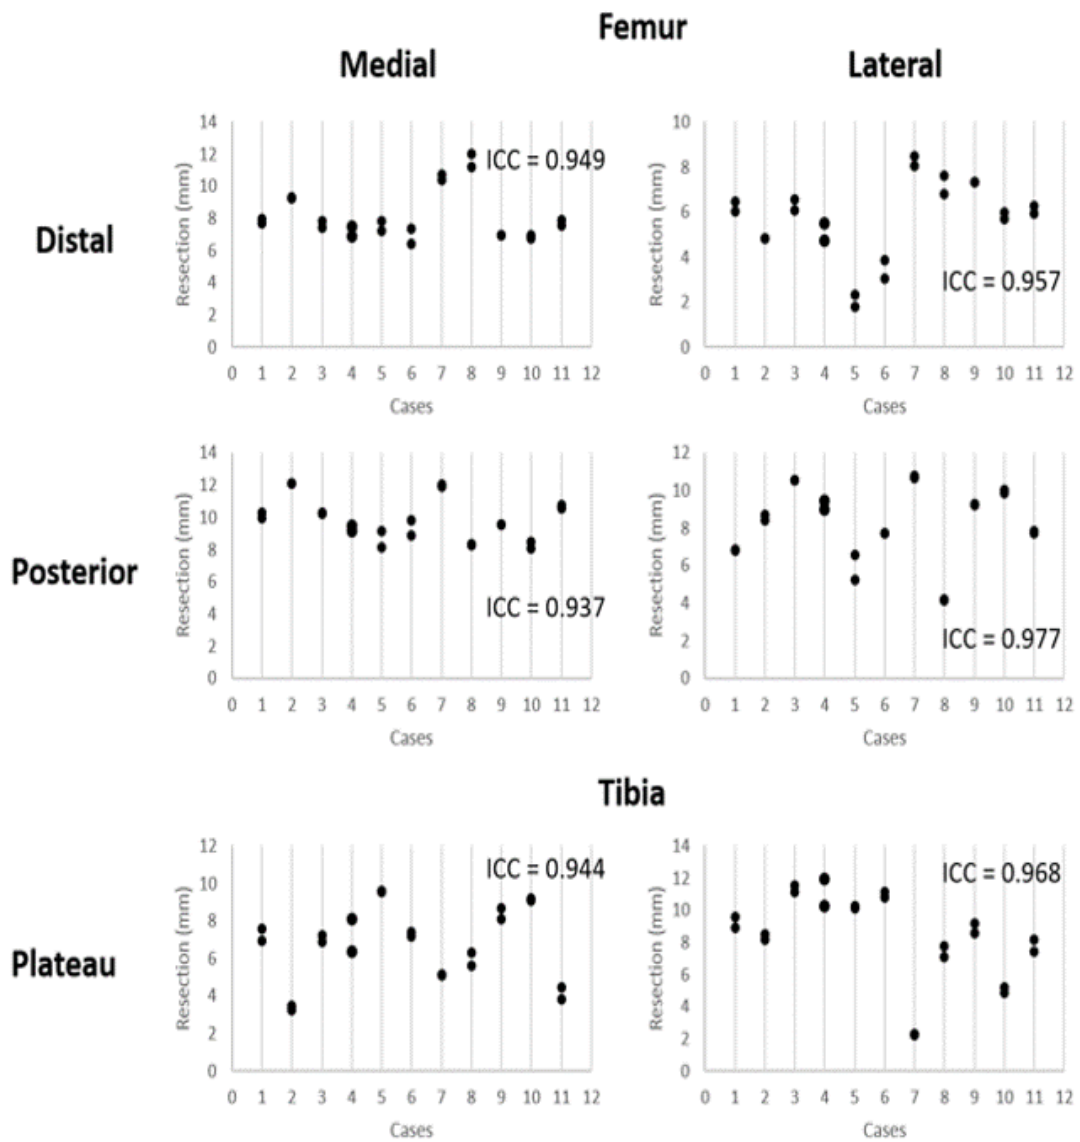 Femur
Medial Lateral
Distal
Resection (mm)
14
12
10
8
6
4
2
0
0 1 2 3 4 5 6 7 8 9 10 11 12
Cases
ICC = 0.949
Resection (mm)
10
8
6
4
2
0
0 1 2 3 4 5 6 7 8 9 10 11 12
Cases
ICC = 0.957
Posterior
Resection (mm)
14
12
10
8
6
4
2
0
0 1 2 3 4 5 6 7 8 9 10 11 12
Cases
ICC = 0.937
Resection (mm)
12
10
8
6
4
2
0
0 1 2 3 4 5 6 7 8 9 10 11 12
Cases
ICC = 0.977
Tibia
Plateau
Resection (mm)
12
10
8
6
4
2
0
0 1 2 3 4 5 6 7 8 9 10 11 12
Cases
ICC = 0.944
Resection (mm)
14
12
10
8
6
4
2
0
0 1 2 3 4 5 6 7 8 9 10 11 12
Cases
ICC = 0.968